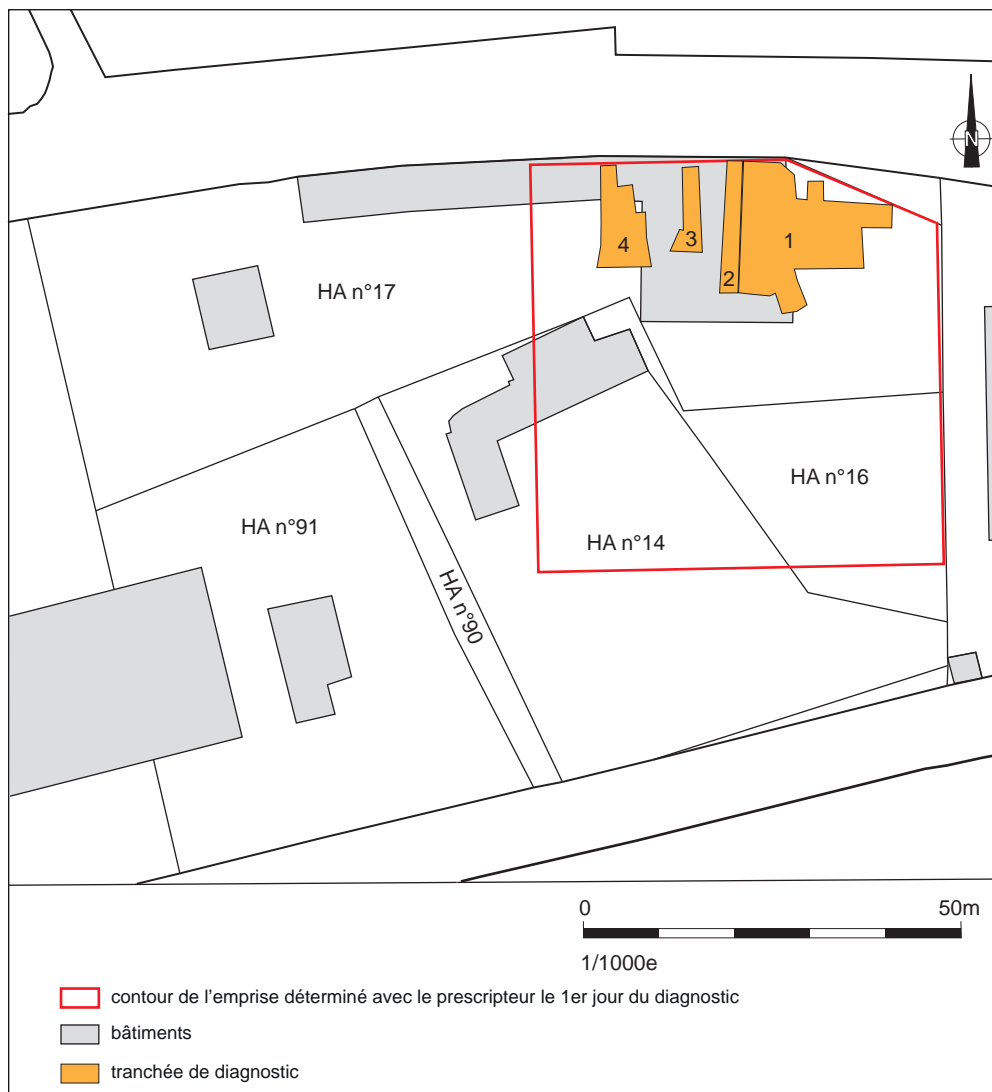 N
4
3
2
1
HA n°17
HA n°16
HA n°91
HA n°14
HA n°90
0 50m
1/1000e
contour de l’emprise déterminé avec le prescripteur le 1er jour du diagnostic
bâtiments
tranchée de diagnostic